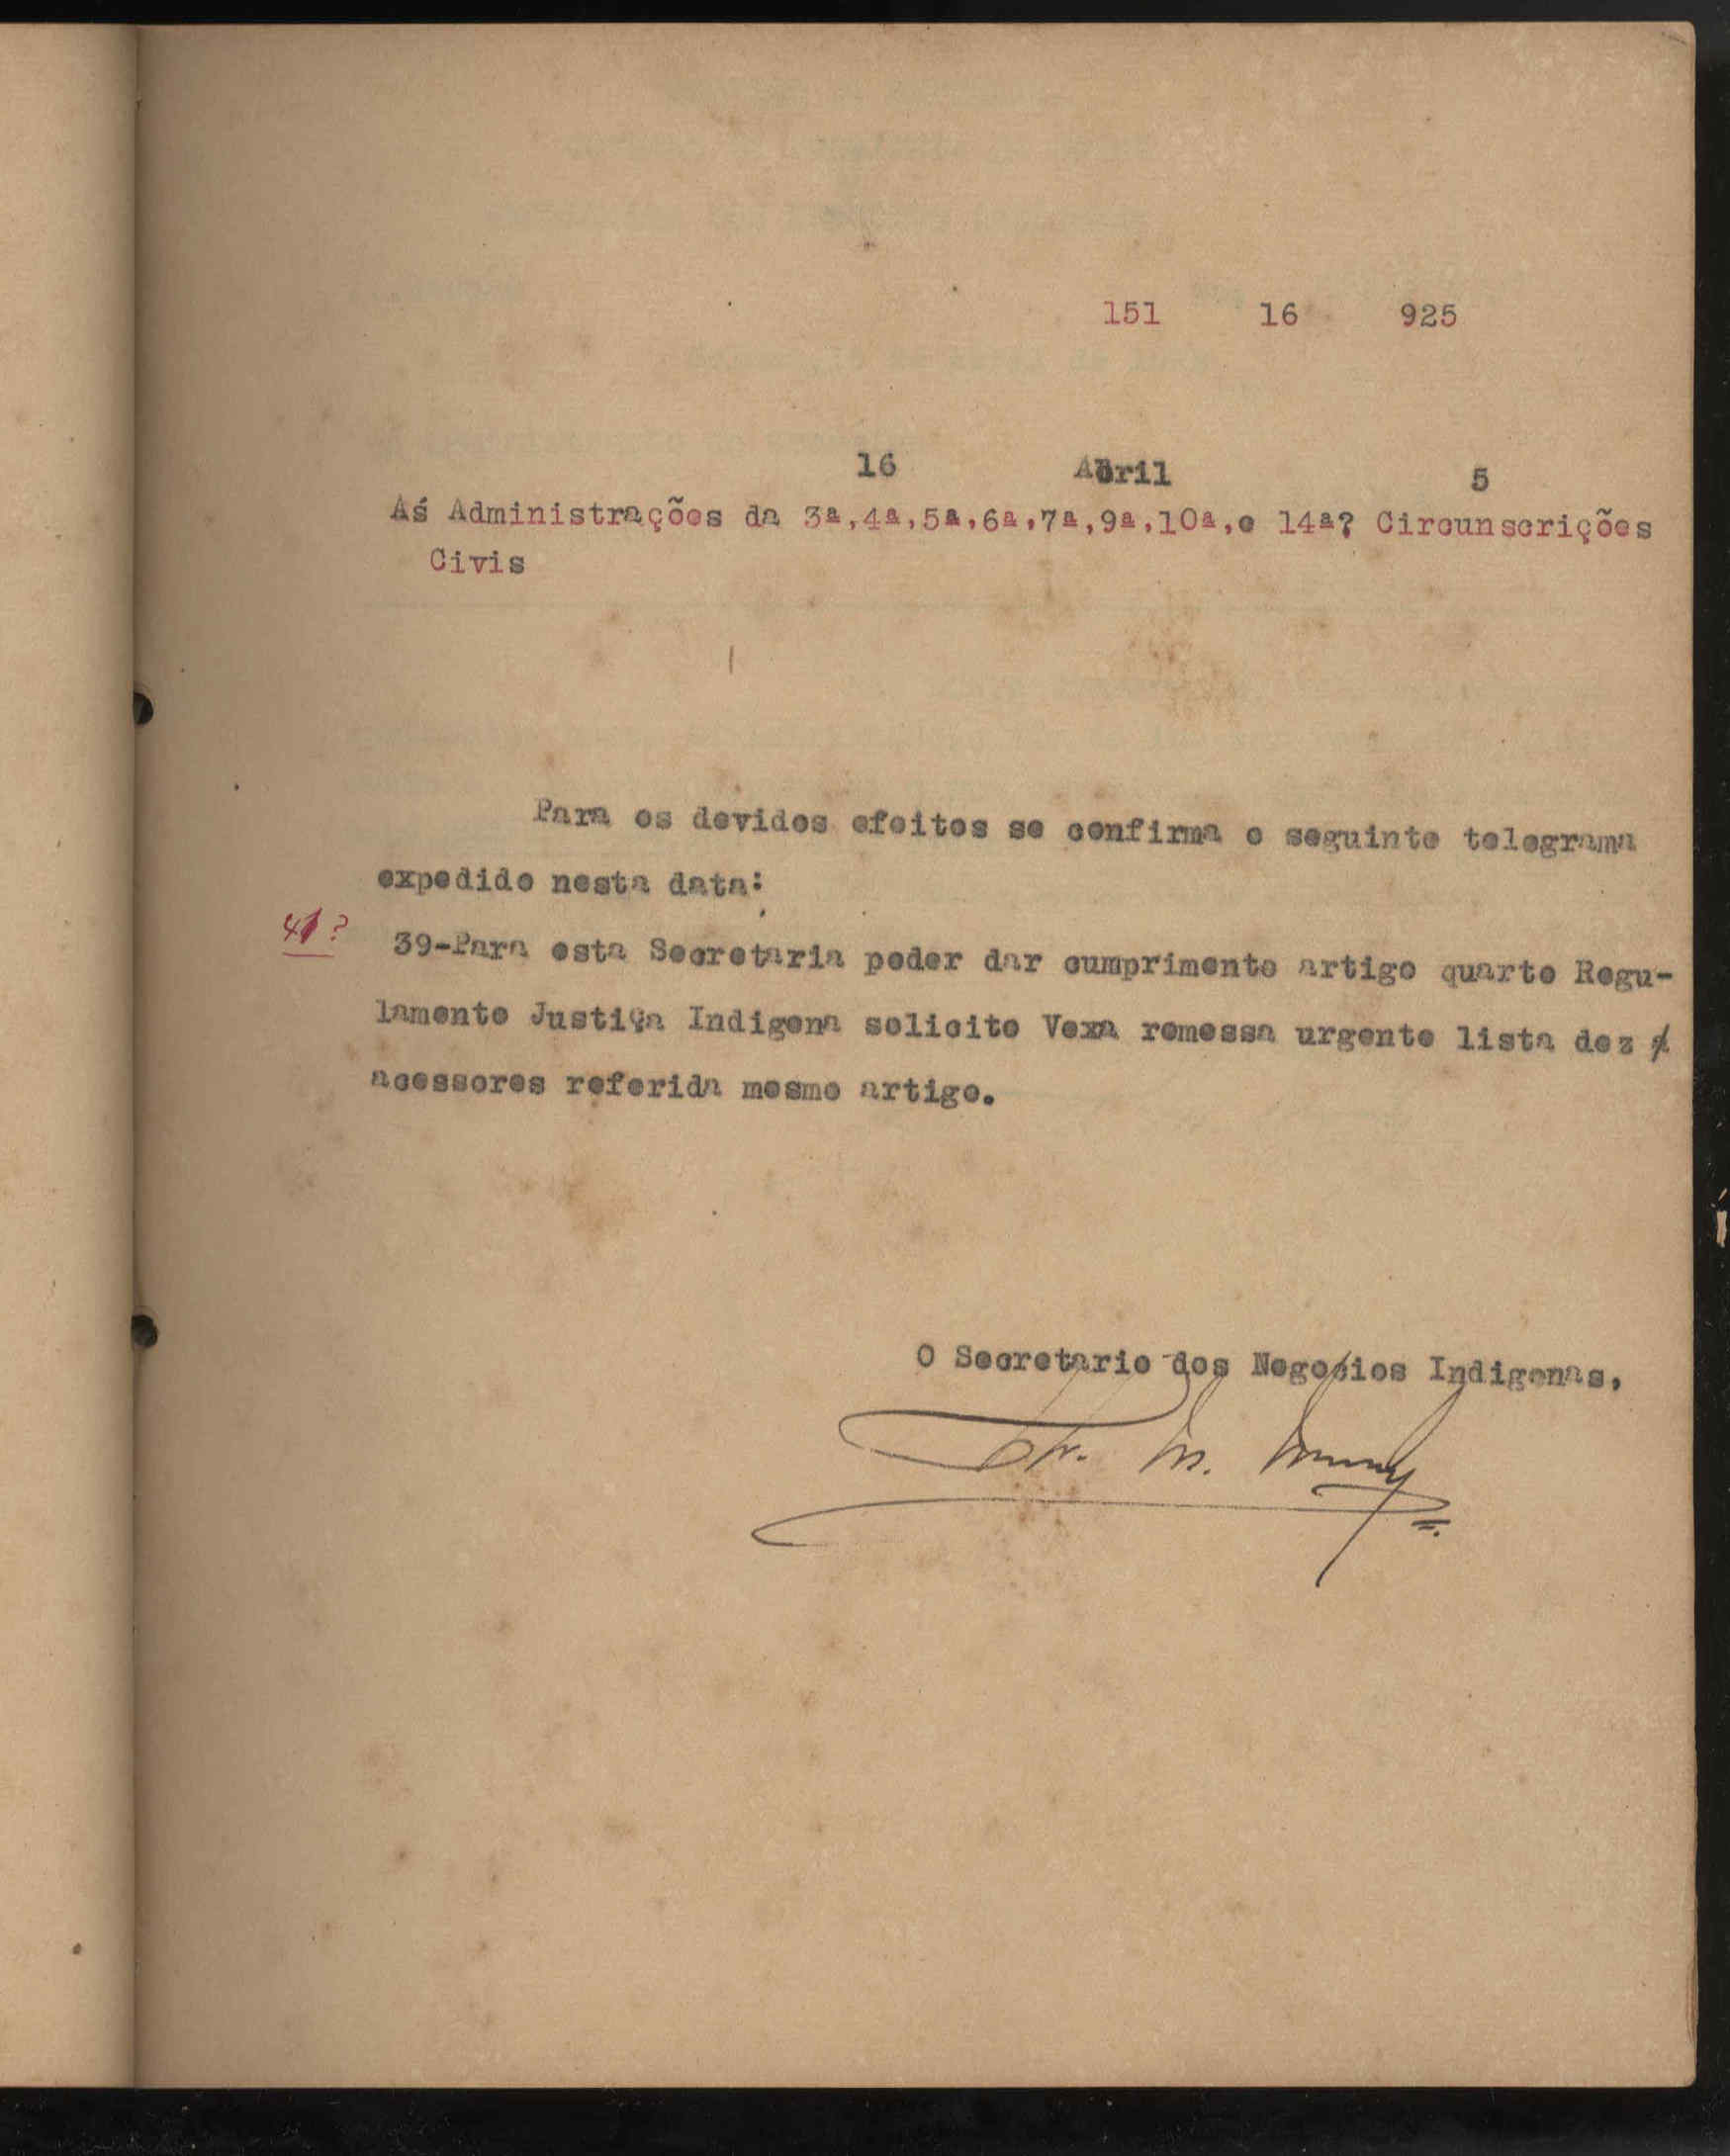 151 16 925
16 Abril 5
As Administrações da 3ª,4ª,5ª,6ª,7ª,9ª,10ª,e 14ª? Circunscrições
Civis
Para os devidos efeitos se confirma o seguinte telegrama
expedido nesta data:
41?
39-Para esta Secretaria poder dar cumprimento artigo quarto Regu-
lamento Justiça Indigena solicito Vexa remessa urgente lista dez
acessores referida mesmo artigo.
O Secretario dos Negocios Indigenas,